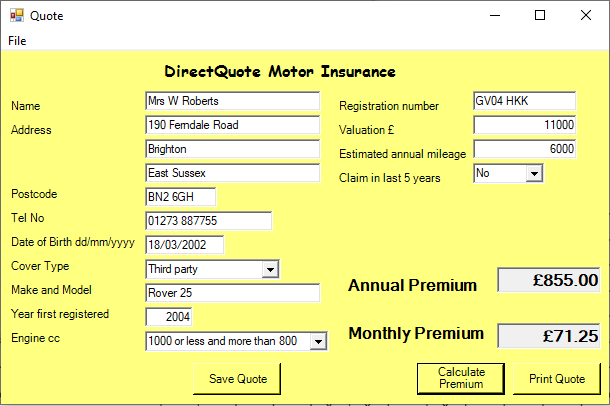 Quote
File
DirectQuote Motor Insurance
Name
Mrs W Roberts
Address
190 Ferndale Road
Brighton
East Sussex
Postcode
BN2 6GH
Tel No
01273 887755
Date of Birth dd/mm/yyyy
18/03/2002
Cover Type
Third party
Make and Model
Rover 25
Year first registered
2004
Engine cc
1000 or less and more than 800
Registration number
GV04 HKK
Valuation £
11000
Estimated annual mileage
6000
Claim in last 5 years
No
Annual Premium
£855.00
Monthly Premium
£71.25
Save Quote
Calculate
Premium
Print Quote